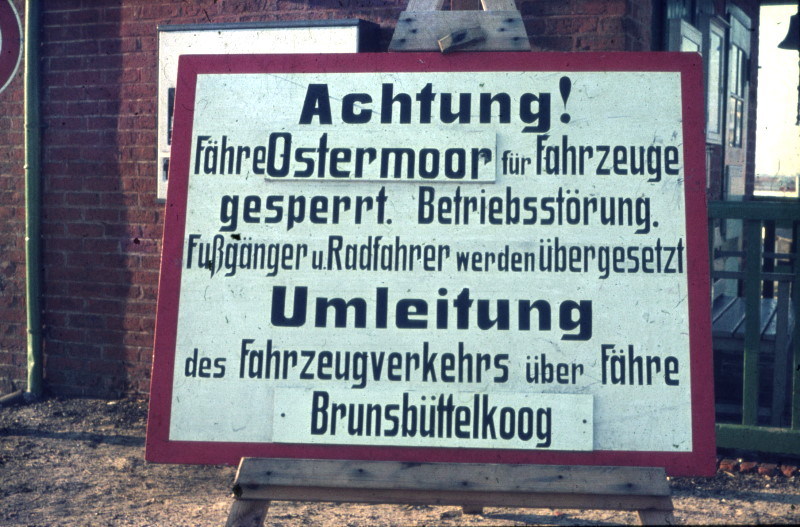 Achtung!
Fähre Ostermoor für Fahrzeuge
gesperrt. Betriebsstörung.
Fußgänger u. Radfahrer werden übergesetzt
Umleitung
des Fahrzeugverkehrs über Fähre
Brunsbüttelkoog